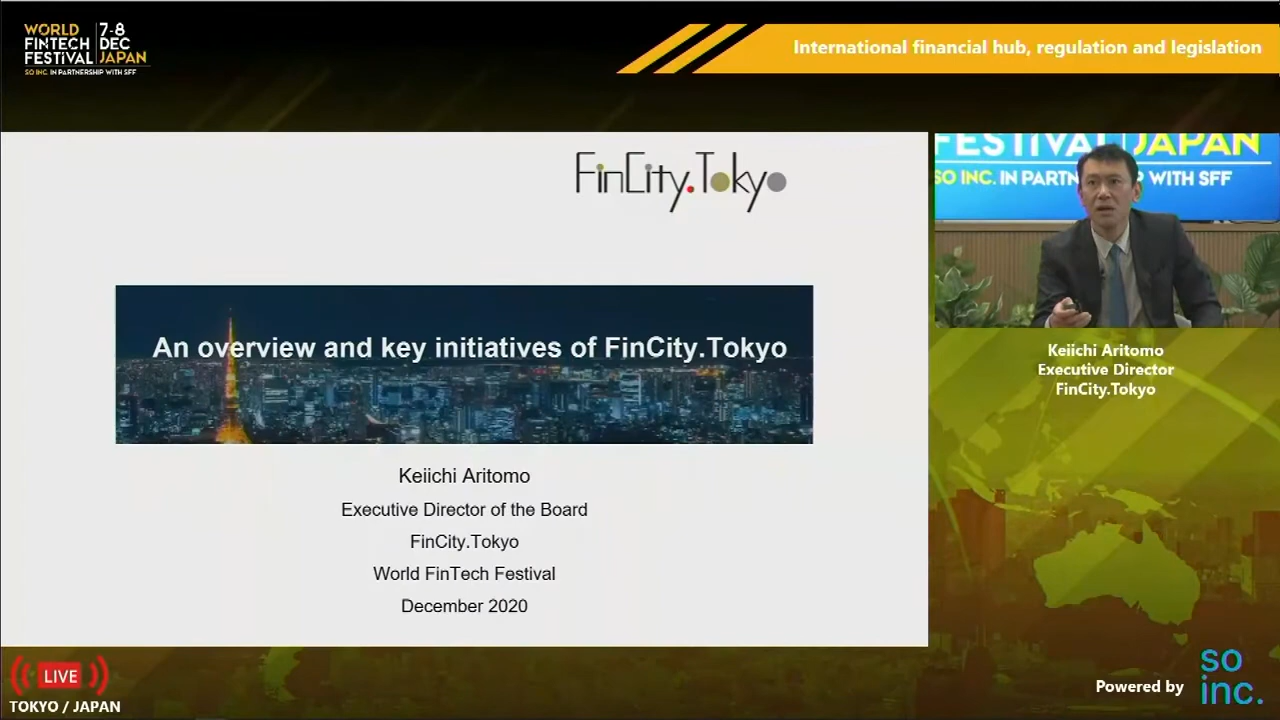 WORLD
FINTECH
FESTIVAL
7-8
DEC
JAPAN
SO INC. IN PARTNERSHIP WITH SFF
International financial hub, regulation and legislation
FinCity.Tokyo
An overview and key initiatives of FinCity.Tokyo
Keiichi Aritomo
Executive Director of the Board
FinCity.Tokyo
World FinTech Festival
December 2020
FESTIVAL JAPAN
SO INC. IN PARTN WITH SFF
Keiichi Aritomo
Executive Director
FinCity.Tokyo
LIVE
TOKYO / JAPAN
Powered by
so
inc.